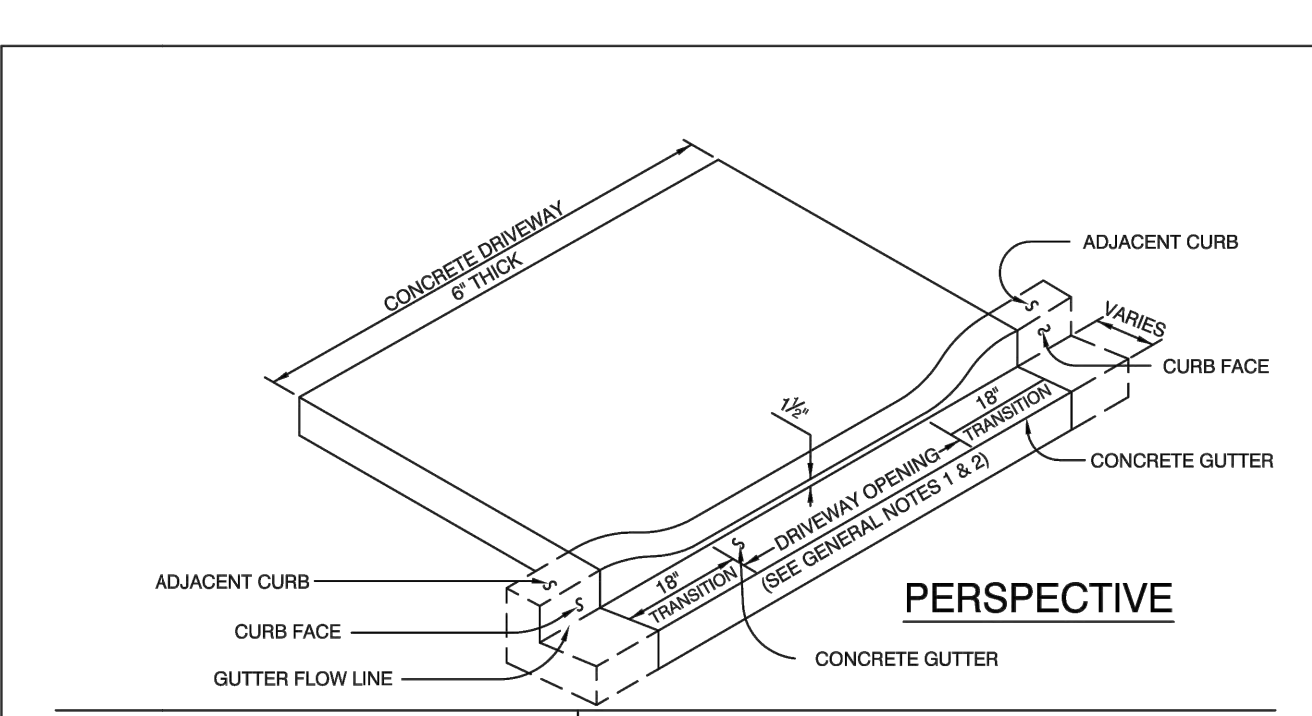 CONCRETE DRIVEWAY
6" THICK
ADJACENT CURB
VARIES
CURB FACE
1½"
18"
TRANSITION
CONCRETE GUTTER
DRIVEWAY OPENING
(SEE GENERAL NOTES 1 & 2)
18"
TRANSITION
ADJACENT CURB
CURB FACE
GUTTER FLOW LINE
PERSPECTIVE
CONCRETE GUTTER